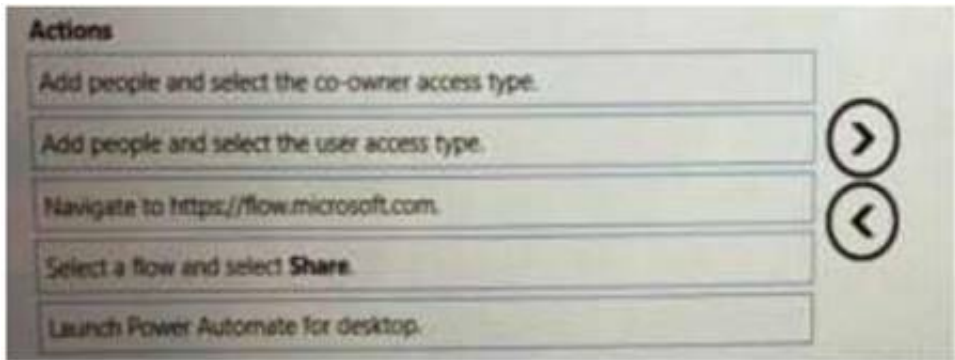 Actions
Add people and select the co-owner access type.
Add people and select the user access type.
Navigate to https://flow.microsoft.com.
Select a flow and select Share.
Launch Power Automate for desktop.